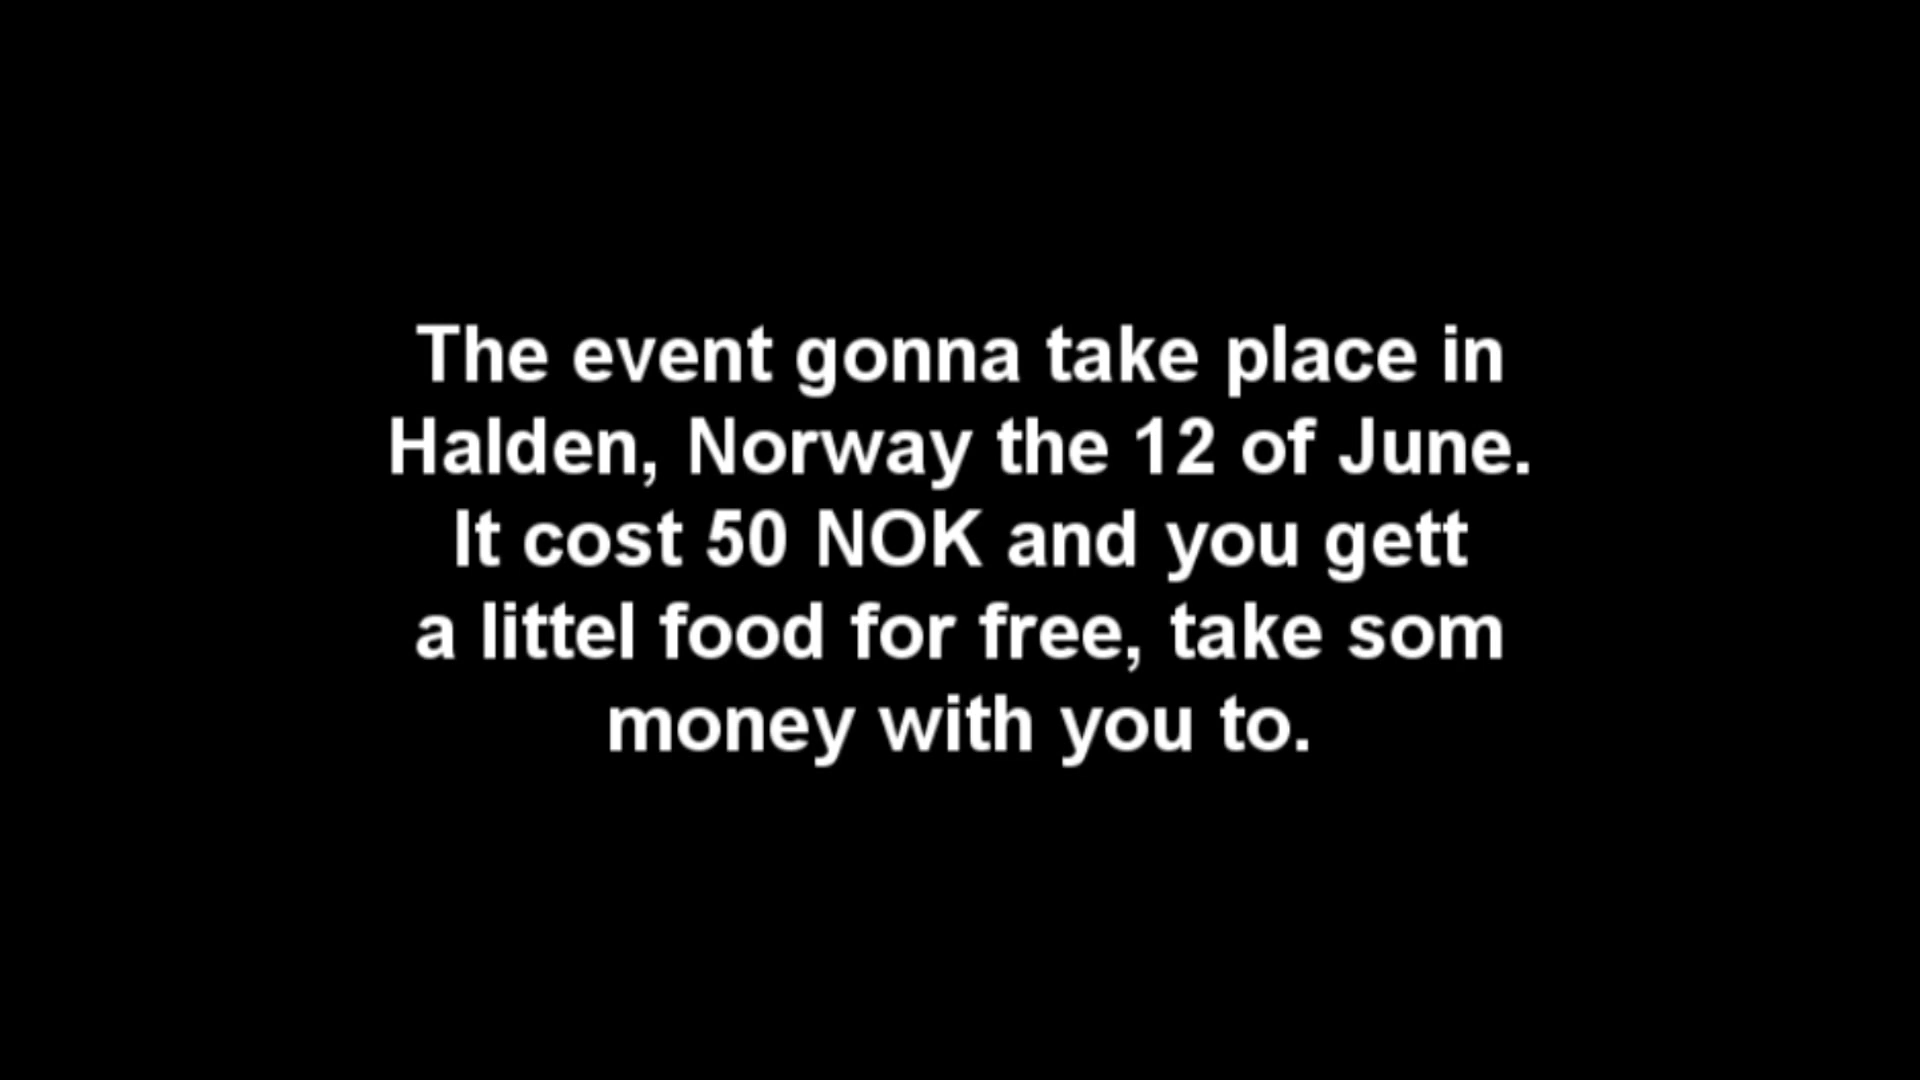 The event gonna take place in
Halden, Norway the 12 of June.
It cost 50 NOK and you gett
a littel food for free, take som
money with you to.